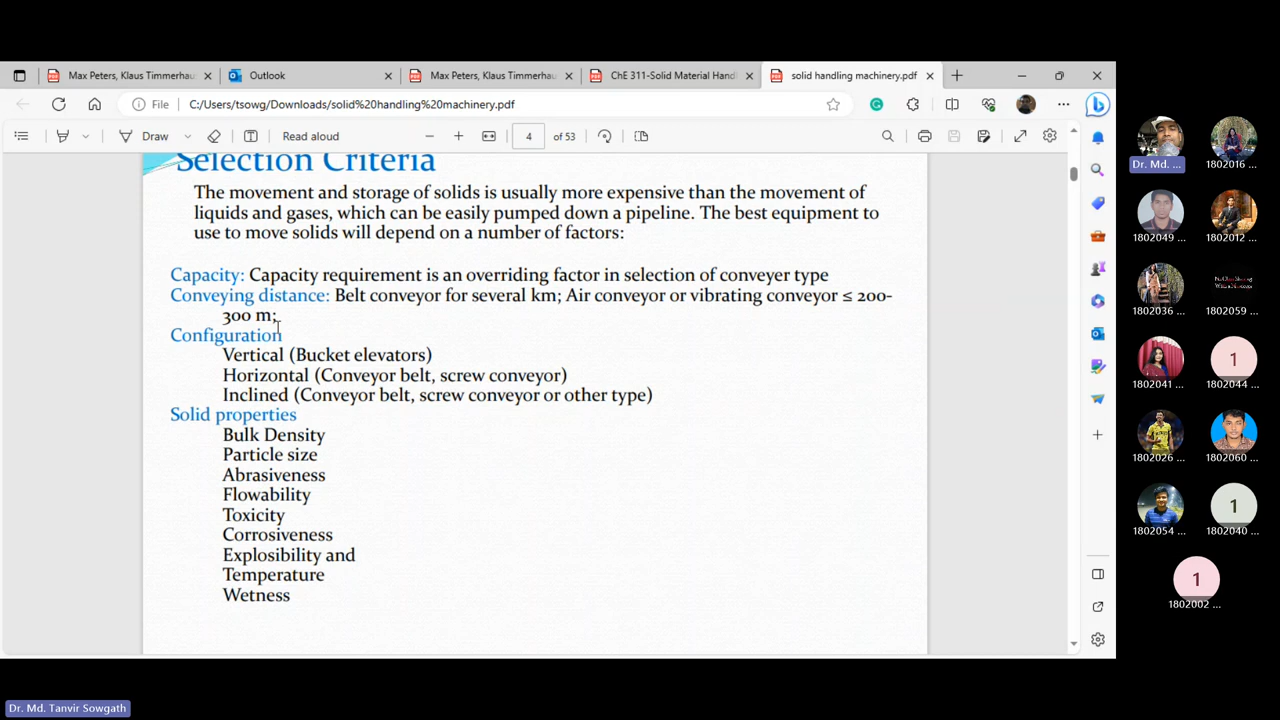 Max Peters, Klaus Timmerhau
Outlook
Max Peters, Klaus Timmerhau
ChE 311-Solid Material Handl
solid handling machinery.pdf
File
C:/Users/tsowg/Downloads/solid%20handling%20machinery.pdf
Draw
Read aloud
4
of 53
Selection Criteria
The movement and storage of solids is usually more expensive than the movement of
liquids and gases, which can be easily pumped down a pipeline. The best equipment to
use to move solids will depend on a number of factors:
Capacity: Capacity requirement is an overriding factor in selection of conveyer type
Conveying distance: Belt conveyor for several km; Air conveyor or vibrating conveyor ≤ 200-
300 m;
Configuration
Vertical (Bucket elevators)
Horizontal (Conveyor belt, screw conveyor)
Inclined (Conveyor belt, screw conveyor or other type)
Solid properties
Bulk Density
Particle size
Abrasiveness
Flowability
Toxicity
Corrosiveness
Explosibility and
Temperature
Wetness
Dr. Md. ...
1802016 ...
1802049 ...
1802012 ...
1802036 ...
1802059 ...
1802041 ...
1
1802044 ...
1802026 ...
1802060 ...
1802054 ...
1
1802040 ...
1
1802002 ...
Dr. Md. Tanvir Sowgath